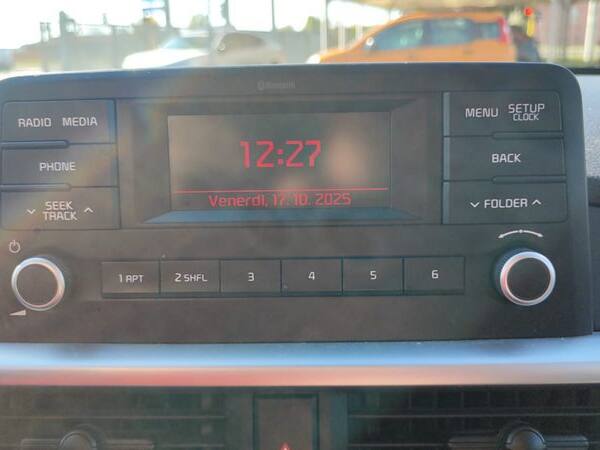 Bluetooth
RADIO MEDIA
MENU SETUP
CLOCK
12:27
PHONE
BACK
Venerdì, 17.10. 2025
SEEK
TRACK
FOLDER
1 RPT 2 SHFL 3 4 5 6